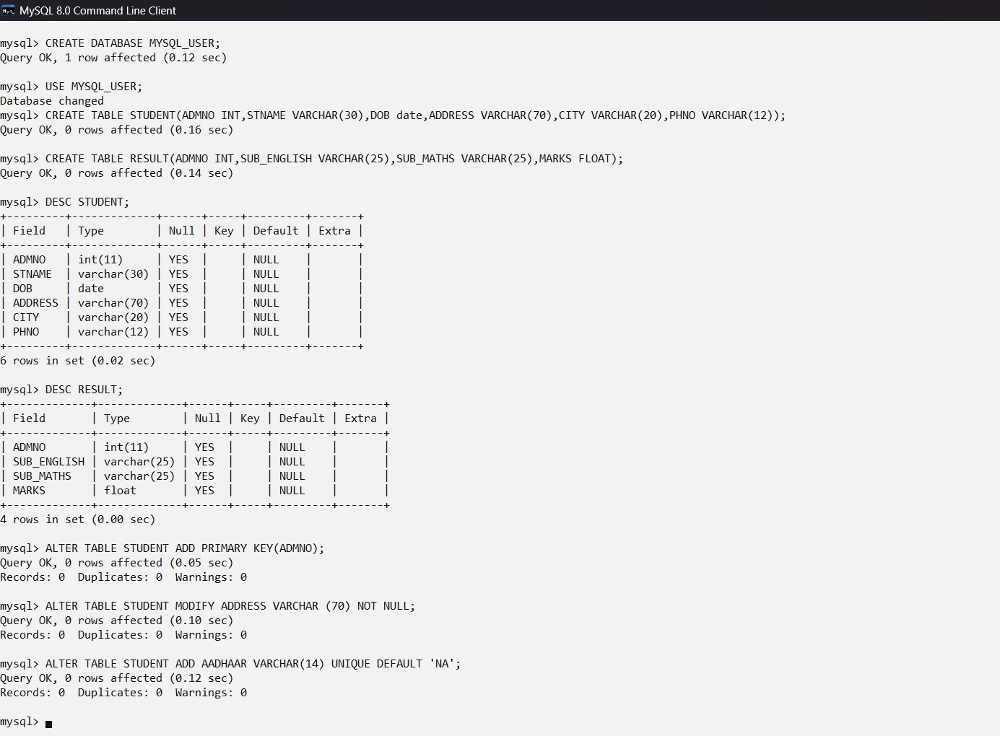 MySQL 8.0 Command Line Client
mysql> CREATE DATABASE MYSQL_USER;
Query OK, 1 row affected (0.12 sec)
mysql> USE MYSQL_USER;
Database changed
mysql> CREATE TABLE STUDENT(ADMNO INT,STNAME VARCHAR(30),DOB date,ADDRESS VARCHAR(70),CITY VARCHAR(20),PHNO VARCHAR(12));
Query OK, 0 rows affected (0.16 sec)
mysql> CREATE TABLE RESULT(ADMNO INT,SUB_ENGLISH VARCHAR(25),SUB_MATHS VARCHAR(25),MARKS FLOAT);
Query OK, 0 rows affected (0.14 sec)
mysql> DESC STUDENT;
+---------+-------------+------+-----+---------+-------+
| Field   | Type        | Null | Key | Default | Extra |
+---------+-------------+------+-----+---------+-------+
| ADMNO   | int(11)     | YES  |     | NULL    |       |
| STNAME  | varchar(30) | YES  |     | NULL    |       |
| DOB     | date        | YES  |     | NULL    |       |
| ADDRESS | varchar(70) | YES  |     | NULL    |       |
| CITY    | varchar(20) | YES  |     | NULL    |       |
| PHNO    | varchar(12) | YES  |     | NULL    |       |
+---------+-------------+------+-----+---------+-------+
6 rows in set (0.02 sec)
mysql> DESC RESULT;
+-------------+-------------+------+-----+---------+-------+
| Field       | Type        | Null | Key | Default | Extra |
+-------------+-------------+------+-----+---------+-------+
| ADMNO       | int(11)     | YES  |     | NULL    |       |
| SUB_ENGLISH | varchar(25) | YES  |     | NULL    |       |
| SUB_MATHS   | varchar(25) | YES  |     | NULL    |       |
| MARKS       | float       | YES  |     | NULL    |       |
+-------------+-------------+------+-----+---------+-------+
4 rows in set (0.00 sec)
mysql> ALTER TABLE STUDENT ADD PRIMARY KEY(ADMNO);
Query OK, 0 rows affected (0.05 sec)
Records: 0  Duplicates: 0  Warnings: 0
mysql> ALTER TABLE STUDENT MODIFY ADDRESS VARCHAR (70) NOT NULL;
Query OK, 0 rows affected (0.10 sec)
Records: 0  Duplicates: 0  Warnings: 0
mysql> ALTER TABLE STUDENT ADD AADHAAR VARCHAR(14) UNIQUE DEFAULT 'NA';
Query OK, 0 rows affected (0.12 sec)
Records: 0  Duplicates: 0  Warnings: 0
mysql>